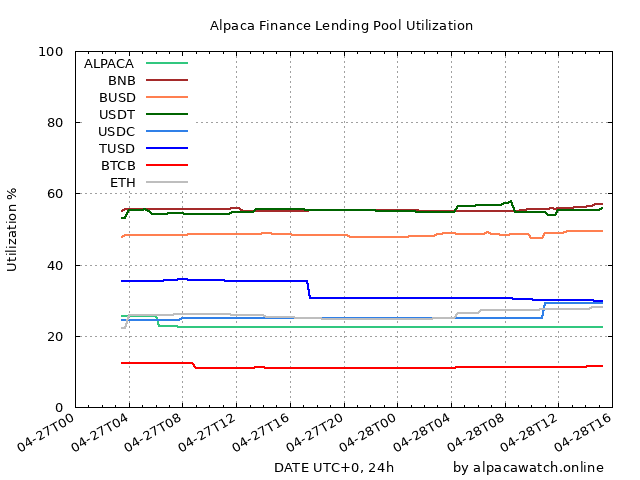 Alpaca Finance Lending Pool Utilization
100
80
60
40
20
0
Utilization %
ALPACA
BNB
BUSD
USDT
USDC
TUSD
BTCB
ETH
04-27T00
04-27T04
04-27T08
04-27T12
04-27T16
04-27T20
04-28T00
04-28T04
04-28T08
04-28T12
04-28T16
DATE UTC+0, 24h
by alpacawatch.online